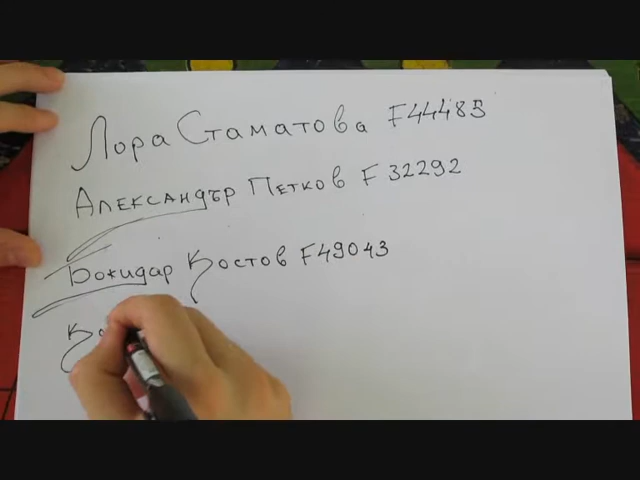 Лора Стаматова F44485
Александър Петков F 32292
Божидар Костов F49043